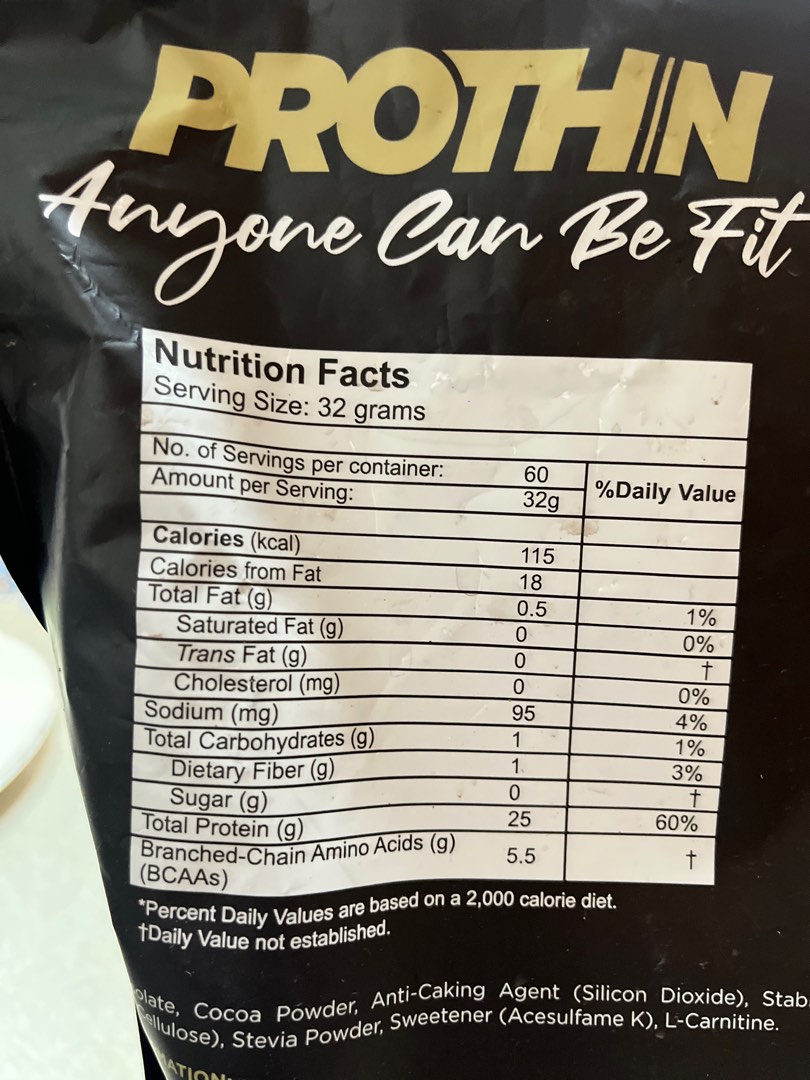 PROTHIN
Anyone Can Be Fit
Nutrition Facts
Serving Size: 32 grams
No. of Servings per container: 60
Amount per Serving: 32g %Daily Value
Calories (kcal) 115
Calories from Fat 18
Total Fat (g) 0.5 1%
Saturated Fat (g) 0 0%
Trans Fat (g) 0 †
Cholesterol (mg) 0 0%
Sodium (mg) 95 4%
Total Carbohydrates (g) 1 1%
Dietary Fiber (g) 1 3%
Sugar (g) 0 †
Total Protein (g) 25 60%
Branched-Chain Amino Acids (g) 5.5 †
(BCAAs)
*Percent Daily Values are based on a 2,000 calorie diet.
†Daily Value not established.
Cocoa Powder, Anti-Caking Agent (Silicon Dioxide),
Stevia Powder, Sweetener (Acesulfame K), L-Carnitine.